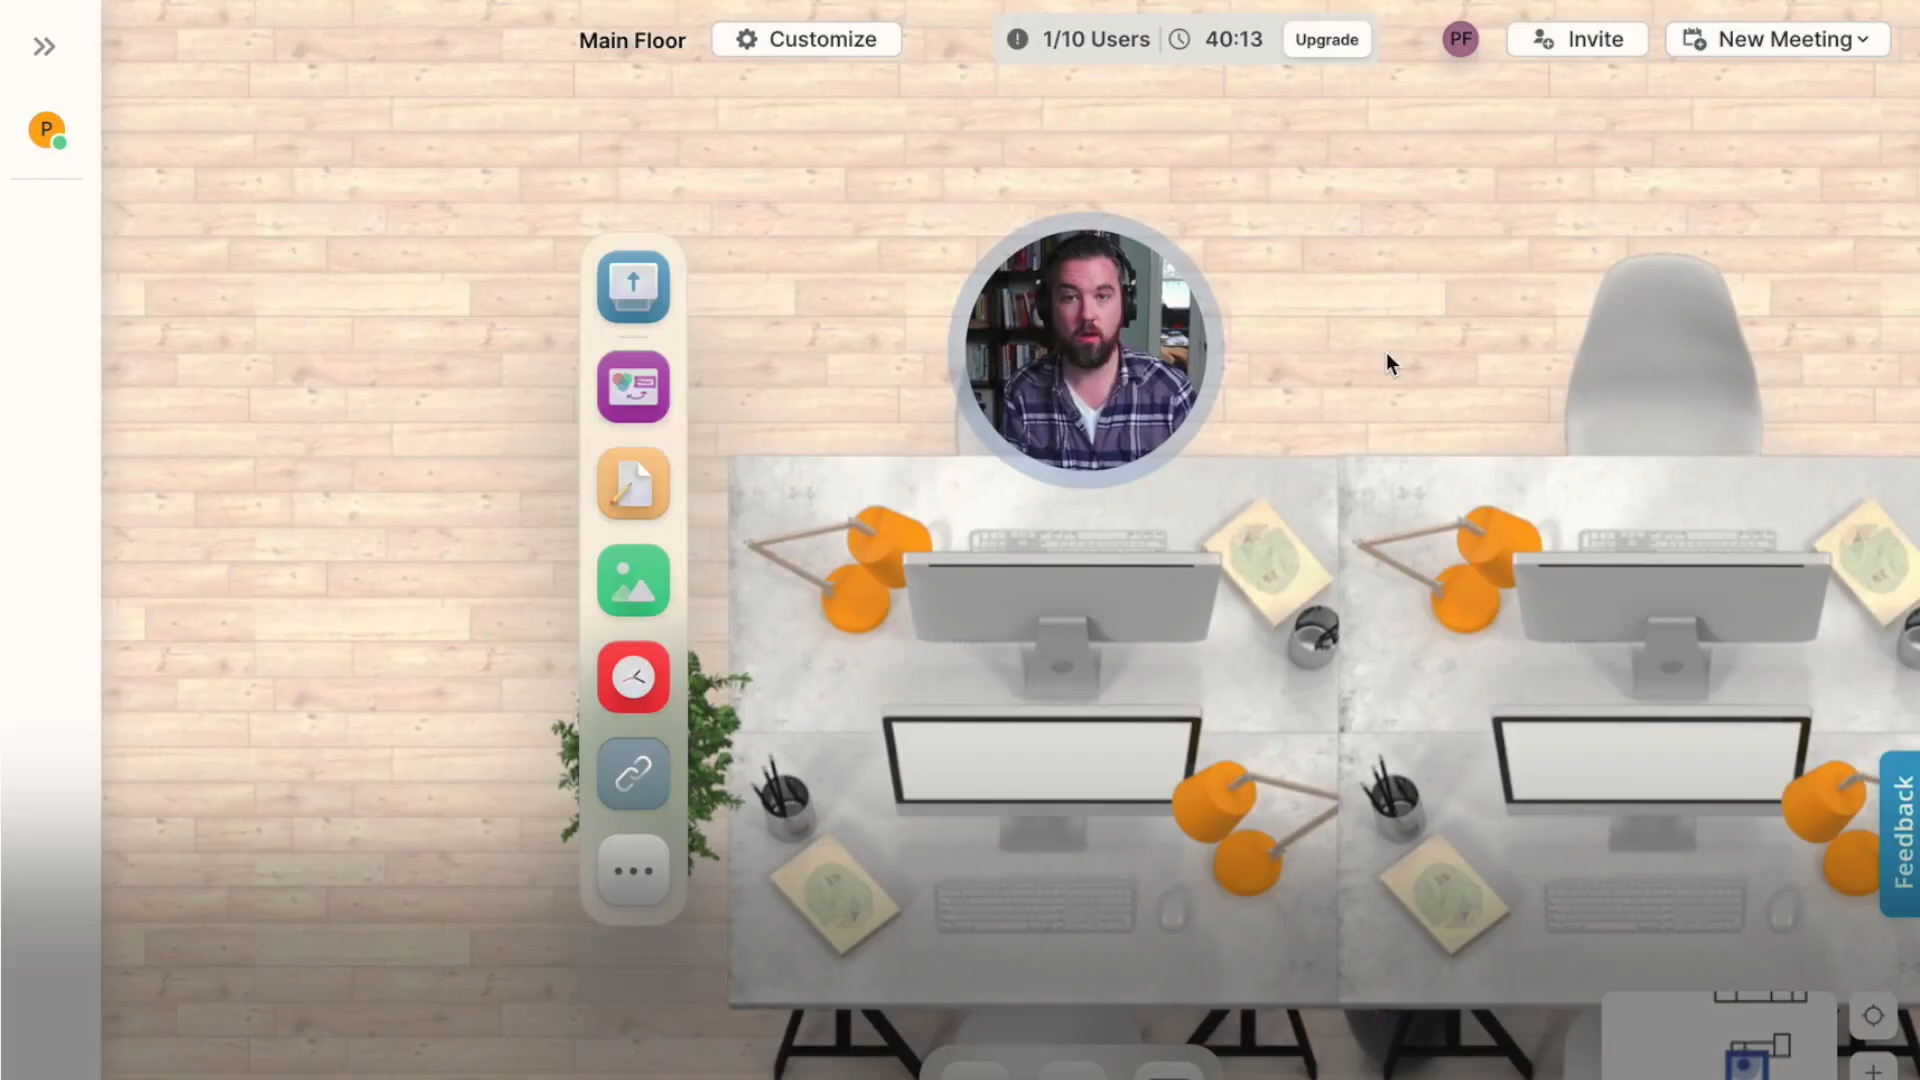 Main Floor
Customize
1/10 Users
40:13
Upgrade
PF
Invite
New Meeting
P
Feedback